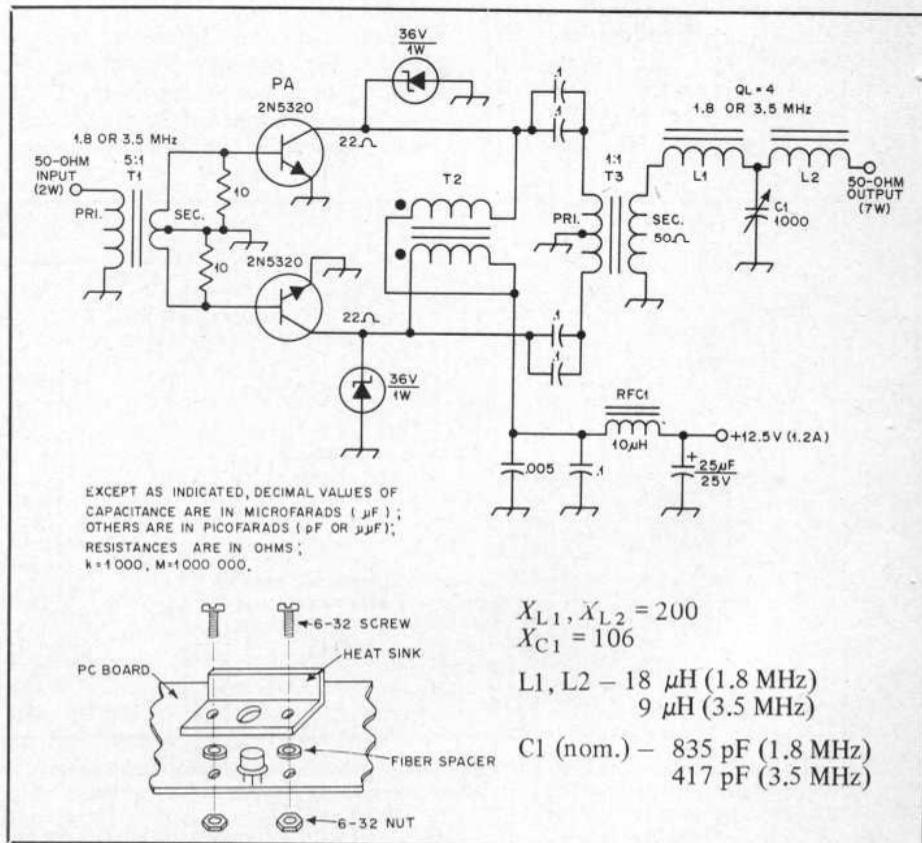 36V
1W
PA
2N5320
22Ω
.1
.1
QL=4
1.8 OR 3.5 MHz
1.8 OR 3.5 MHz
50-OHM
INPUT
(2W)
5:1
T1
PRI.
SEC.
10
10
2N5320
22Ω
T2
1:1
T3
PRI.
SEC.
50Ω
L1
L2
C1
1000
50-OHM
OUTPUT
(7W)
.1
.1
36V
1W
RFC1
10µH
+12.5V (1.2A)
.005
.1
+
25µF
25V
EXCEPT AS INDICATED, DECIMAL VALUES OF
CAPACITANCE ARE IN MICROFARADS ( µF ) ;
OTHERS ARE IN PICOFARADS ( pF OR µµF);
RESISTANCES ARE IN OHMS ;
k=1000, M=1000 000.
6-32 SCREW
HEAT SINK
PC BOARD
FIBER SPACER
6-32 NUT
XL1, XL2 = 200
XC1 = 106
L1, L2 – 18 µH (1.8 MHz)
9 µH (3.5 MHz)
C1 (nom.) – 835 pF (1.8 MHz)
417 pF (3.5 MHz)